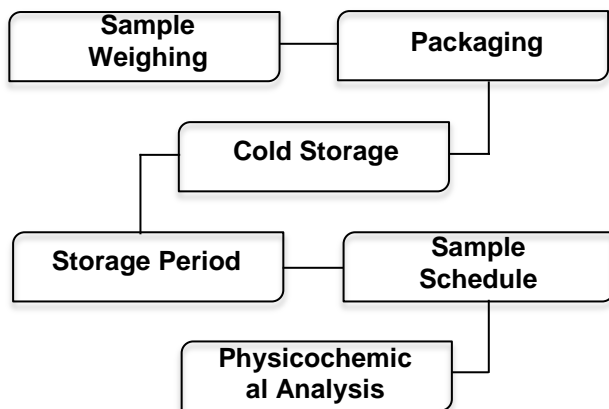 Sample
Weighing
Packaging
Cold Storage
Storage Period
Sample
Schedule
Physicochemic
al Analysis